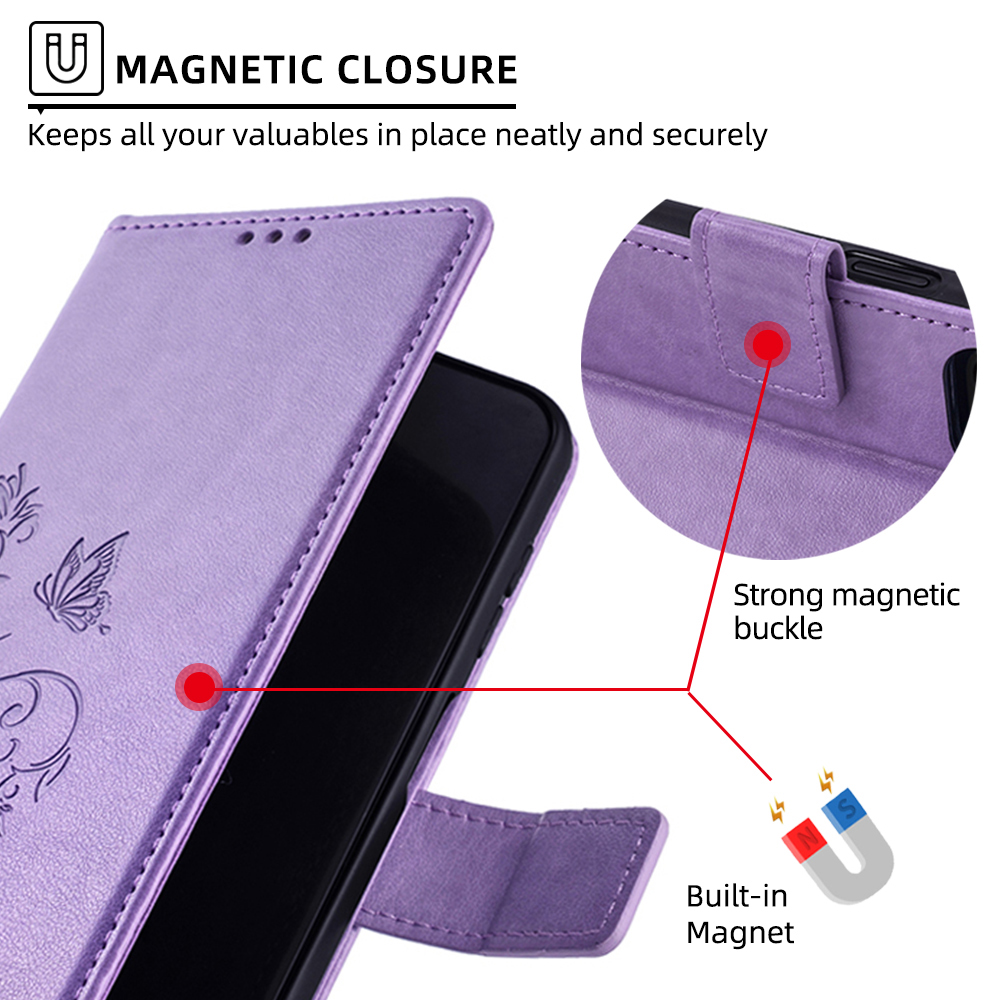 MAGNETIC CLOSURE
Keeps all your valuables in place neatly and securely
Strong magnetic
buckle
N
S
Built-in
Magnet